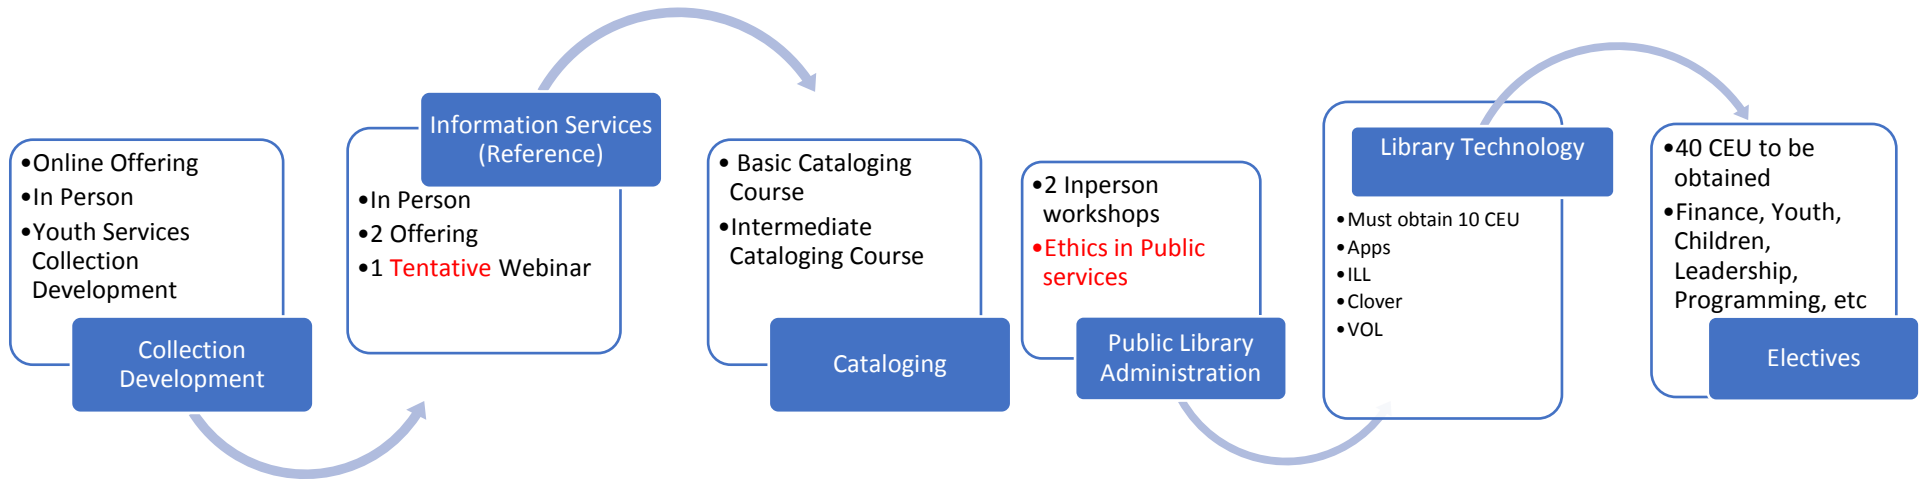 •Online Offering
•In Person
•Youth Services
Collection
Development
Collection
Development
Information Services
(Reference)
•In Person
•2 Offering
•1 Tentative Webinar
• Basic Cataloging
Course
•Intermediate
Cataloging Course
Cataloging
•2 Inperson
workshops
•Ethics in Public
services
Public Library
Administration
Library Technology
•Must obtain 10 CEU
•Apps
•ILL
•Clover
•VOL
•40 CEU to be
obtained
•Finance, Youth,
Children,
Leadership,
Programming, etc
Electives